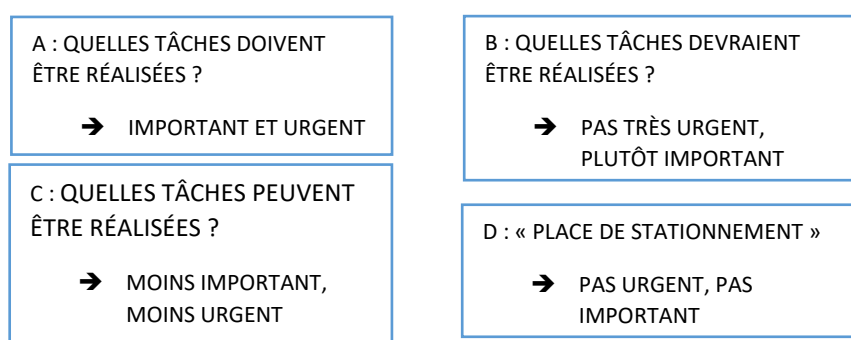 A : QUELLES TÂCHES DOIVENT
ÊTRE RÉALISÉES ?
➔ IMPORTANT ET URGENT
B : QUELLES TÂCHES DEVRAIENT
ÊTRE RÉALISÉES ?
➔ PAS TRÈS URGENT,
PLUTÔT IMPORTANT
C : QUELLES TÂCHES PEUVENT
ÊTRE RÉALISÉES ?
➔ MOINS IMPORTANT,
MOINS URGENT
D : « PLACE DE STATIONNEMENT »
➔ PAS URGENT, PAS
IMPORTANT